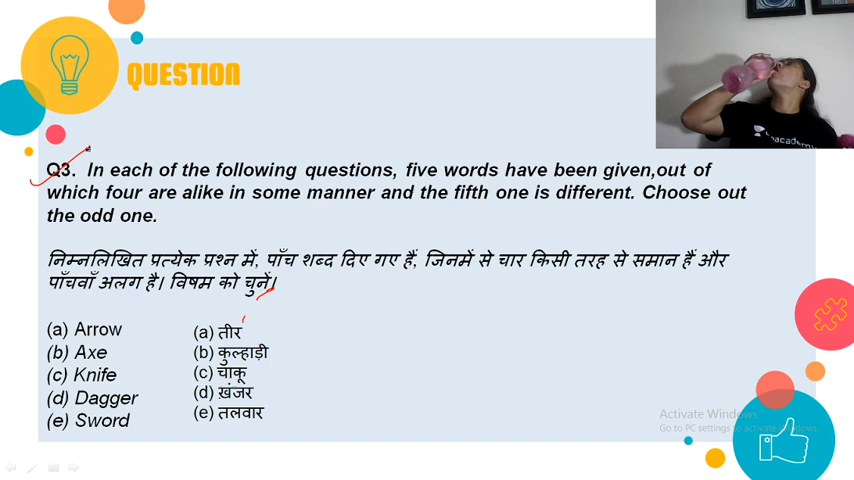 QUESTION
Q3. In each of the following questions, five words have been given,out of
which four are alike in some manner and the fifth one is different. Choose out
the odd one.
निम्नलिखित प्रत्येक प्रश्न में, पाँच शब्द दिए गए हैं, जिनमें से चार किसी तरह से समान हैं और
पाँचवाँ अलग है। विषम को चुनें।
(a) Arrow
(b) Axe
(c) Knife
(d) Dagger
(e) Sword
(a) तीर
(b) कुल्हाड़ी
(c) चाकू
(d) ख़ंजर
(e) तलवार
Activate Windows
Go to PC settings to activate Windows.